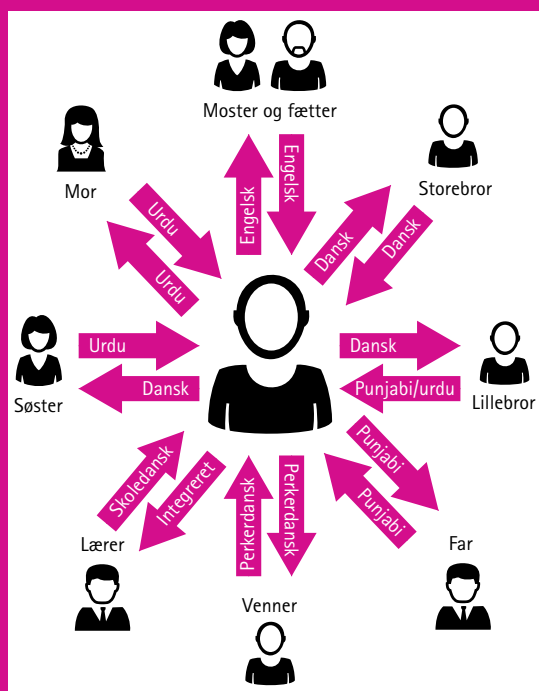 Moster og fætter
Engelsk
Engelsk
Mor
Urdu
Urdu
Storebror
Dansk
Dansk
Søster
Urdu
Dansk
Dansk
Punjabi/urdu
Lillebror
Skoledansk
Integreret
Lærer
Perkerdansk
Perkerdansk
Venner
Punjabi
Punjabi
Far